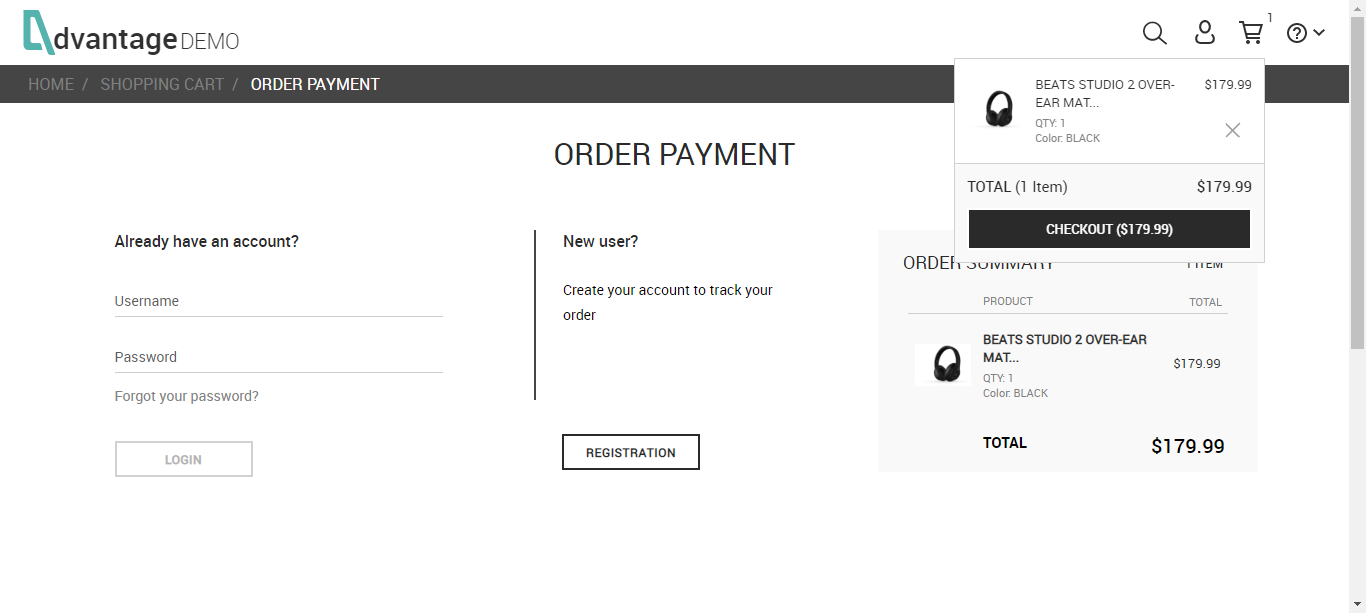 Advantage DEMO
1
HOME / SHOPPING CART / ORDER PAYMENT
BEATS STUDIO 2 OVER-
EAR MAT...
$179.99
QTY: 1
Color: BLACK
TOTAL (1 Item) $179.99
CHECKOUT ($179.99)
ORDER PAYMENT
Already have an account?
Username
Password
Forgot your password?
LOGIN
New user?
Create your account to track your
order
REGISTRATION
ORDER SUMMARY 1 ITEM
PRODUCT TOTAL
BEATS STUDIO 2 OVER-EAR
MAT...
$179.99
QTY: 1
Color: BLACK
TOTAL $179.99